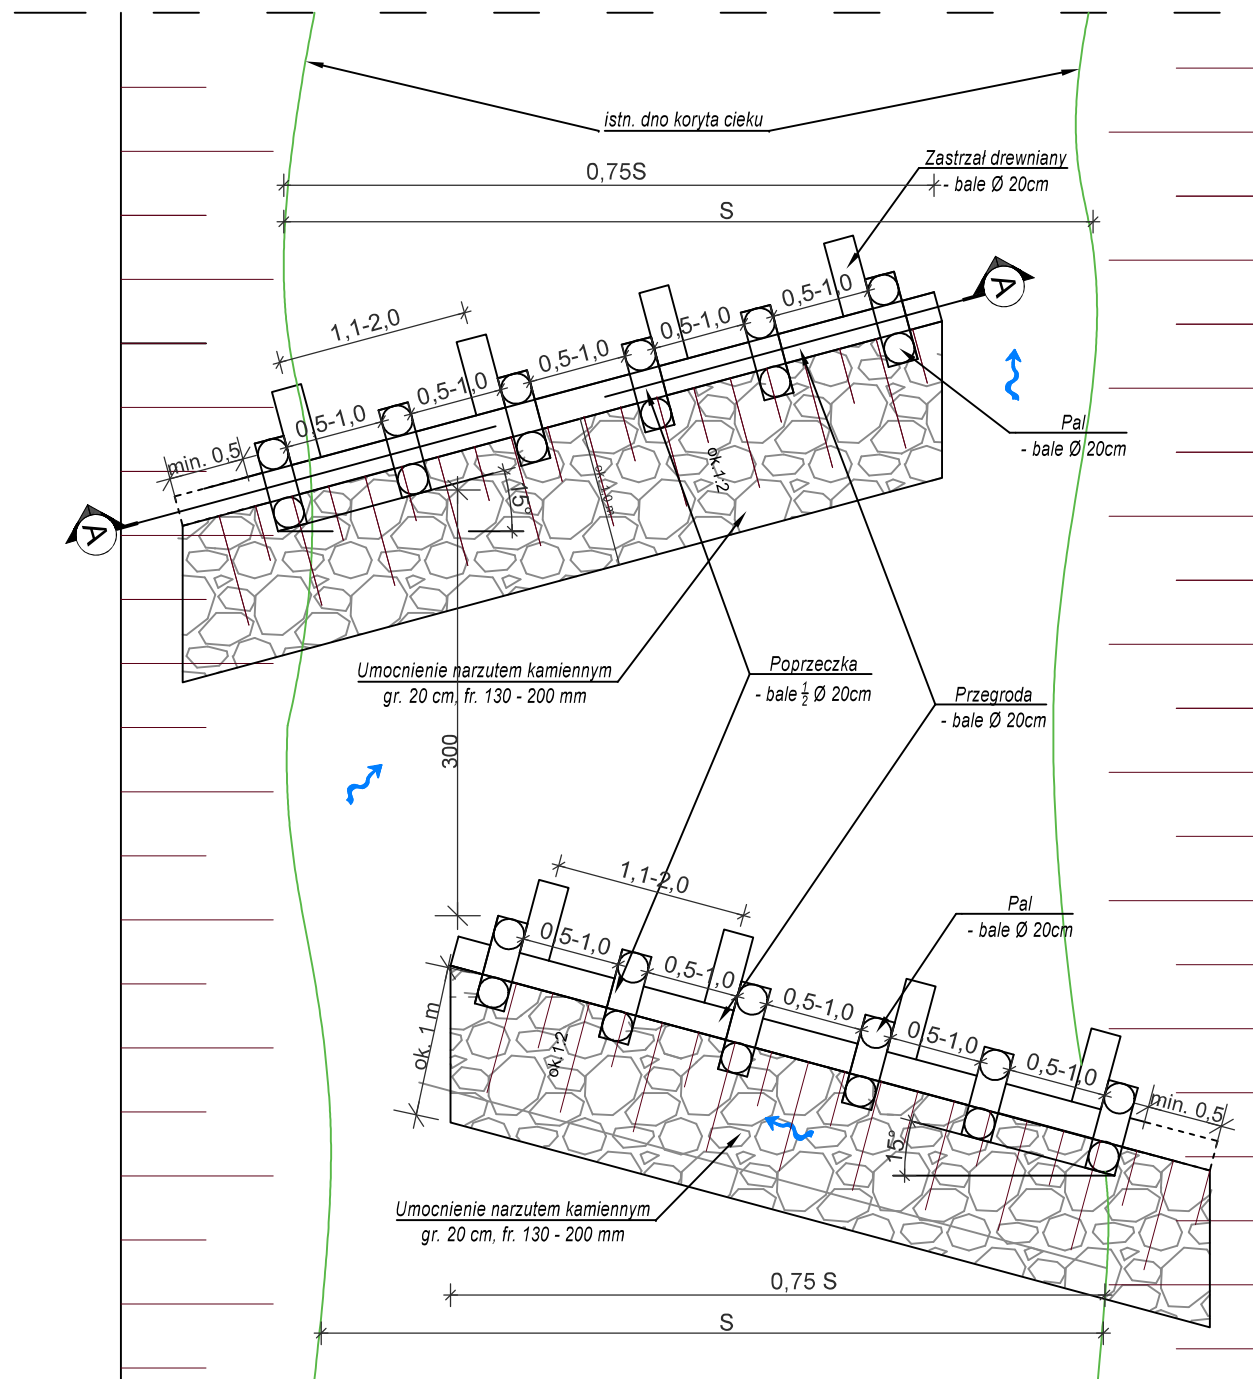 istn. dno koryta cieku
Zastrzał drewniany
- bale Ø 20cm
0,75S
S
A
0,5-1,0
0,5-1,0
0,5-1,0
0,5-1,0
0,5-1,0
1,1-2,0
min. 0,5
A
Pal
- bale Ø 20cm
ok.1:2
15°
Umocnienie narzutem kamiennym
gr. 20 cm, fr. 130 - 200 mm
Poprzeczka
- bale ½ Ø 20cm
Przegroda
- bale Ø 20cm
300
1,1-2,0
Pal
- bale Ø 20cm
0,5-1,0
0,5-1,0
0,5-1,0
0,5-1,0
0,5-1,0
min. 0,5
ok. 1 m
ok.1:2
15°
Umocnienie narzutem kamiennym
gr. 20 cm, fr. 130 - 200 mm
0,75 S
S